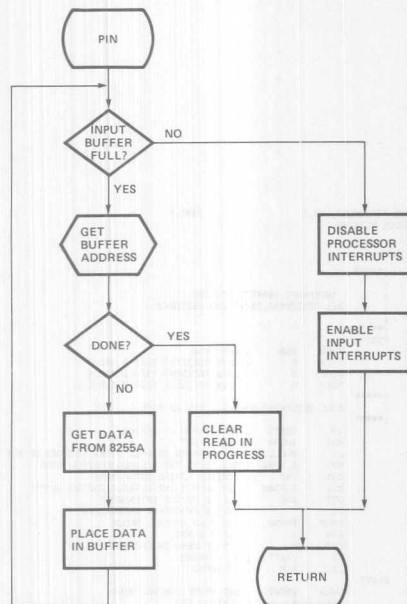 PIN
INPUT
BUFFER
FULL?
NO
YES
GET
BUFFER
ADDRESS
DISABLE
PROCESSOR
INTERRUPTS
DONE?
YES
NO
ENABLE
INPUT
INTERRUPTS
GET DATA
FROM 8255A
CLEAR
READ IN
PROGRESS
PLACE DATA
IN BUFFER
RETURN